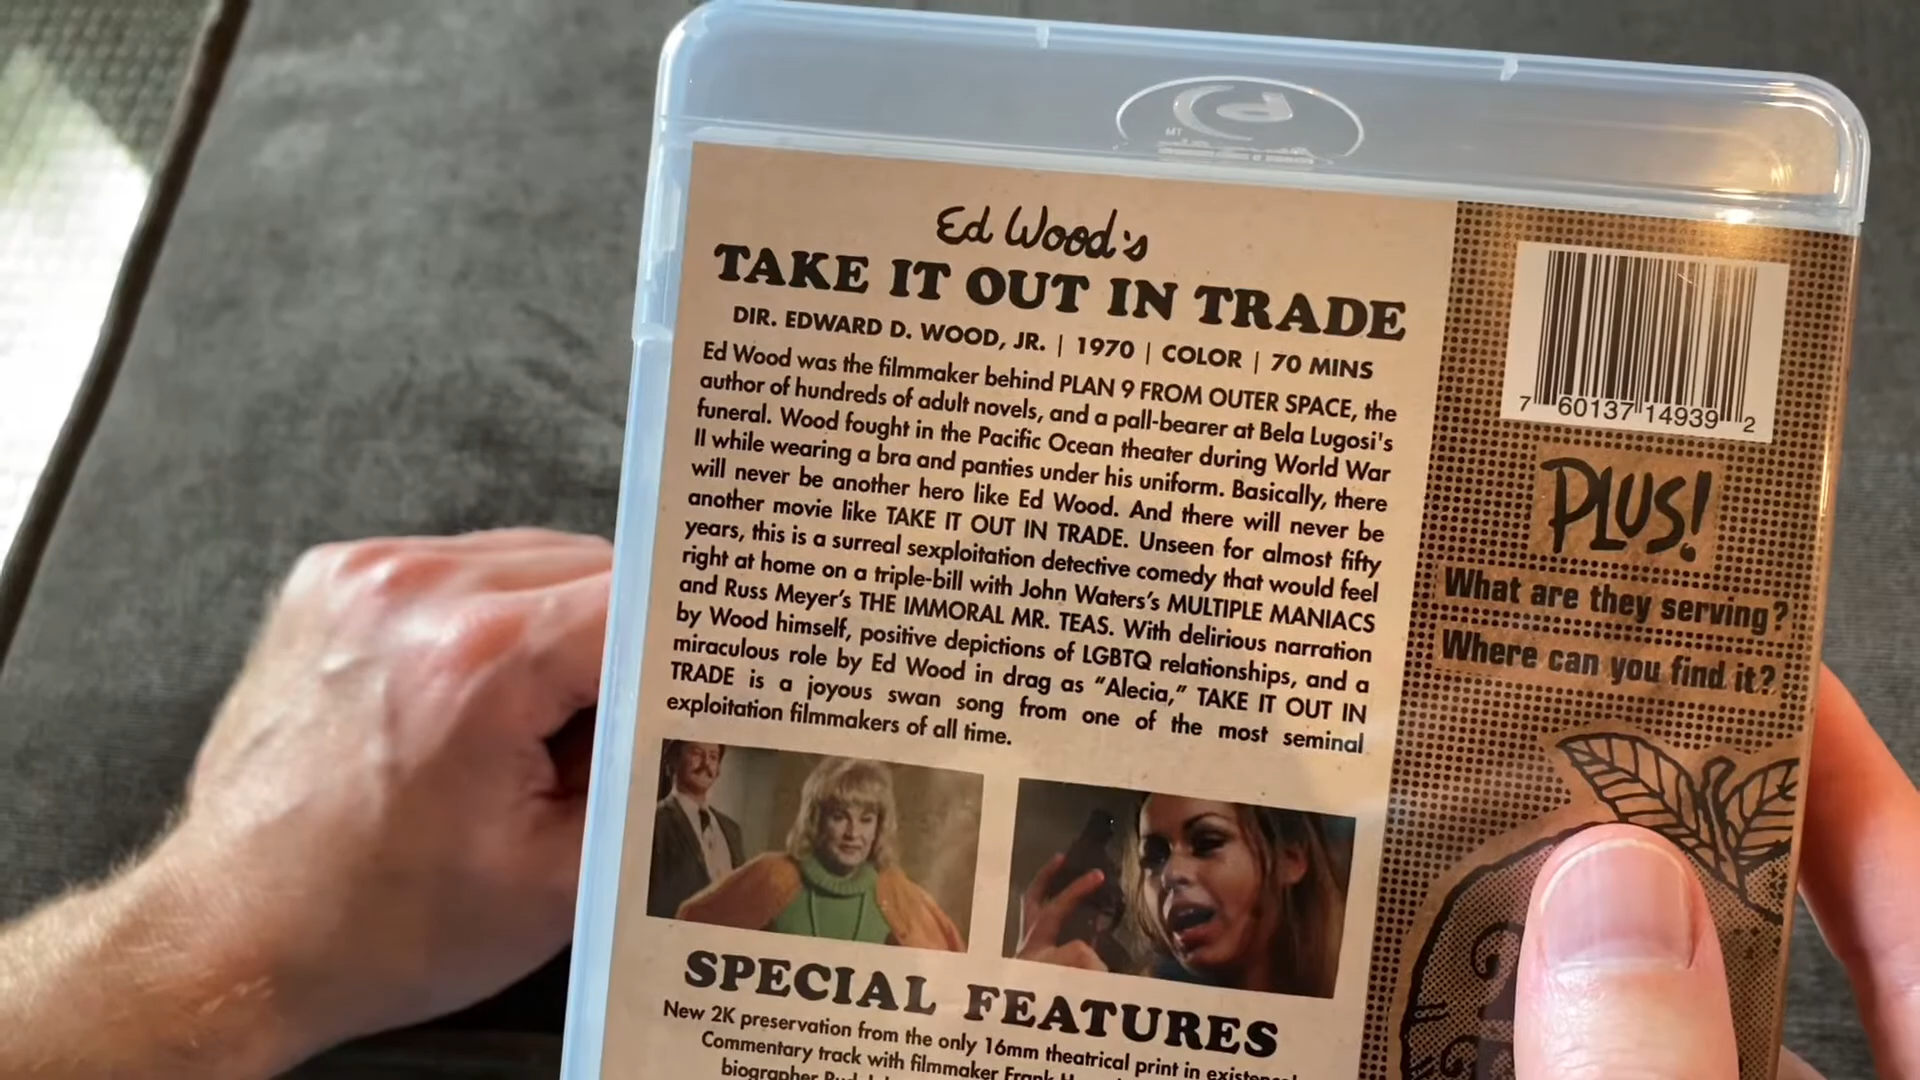 Ed Wood's
TAKE IT OUT IN TRADE
DIR. EDWARD D. WOOD, JR. | 1970 | COLOR | 70 MINS
Ed Wood was the filmmaker behind PLAN 9 FROM OUTER SPACE, the
author of hundreds of adult novels, and a pall-bearer at Bela Lugosi's
funeral. Wood fought in the Pacific Ocean theater during World War
II while wearing a bra and panties under his uniform. Basically, there
will never be another hero like Ed Wood. And there will never be
another movie like TAKE IT OUT IN TRADE. Unseen for almost fifty
years, this is a surreal sexploitation detective comedy that would feel
right at home on a triple-bill with John Waters's MULTIPLE MANIACS
and Russ Meyer's THE IMMORAL MR. TEAS. With delirious narration
by Wood himself, positive depictions of LGBTQ relationships, and a
miraculous role by Ed Wood in drag as “Alecia,” TAKE IT OUT IN
TRADE is a joyous swan song from one of the most seminal
exploitation filmmakers of all time.
SPECIAL FEATURES
New 2K preservation from the only 16mm theatrical print in
Commentary track with filmmaker
biographer
7 60137 14939 2
PLUS!
What are they serving?
Where can you find it?